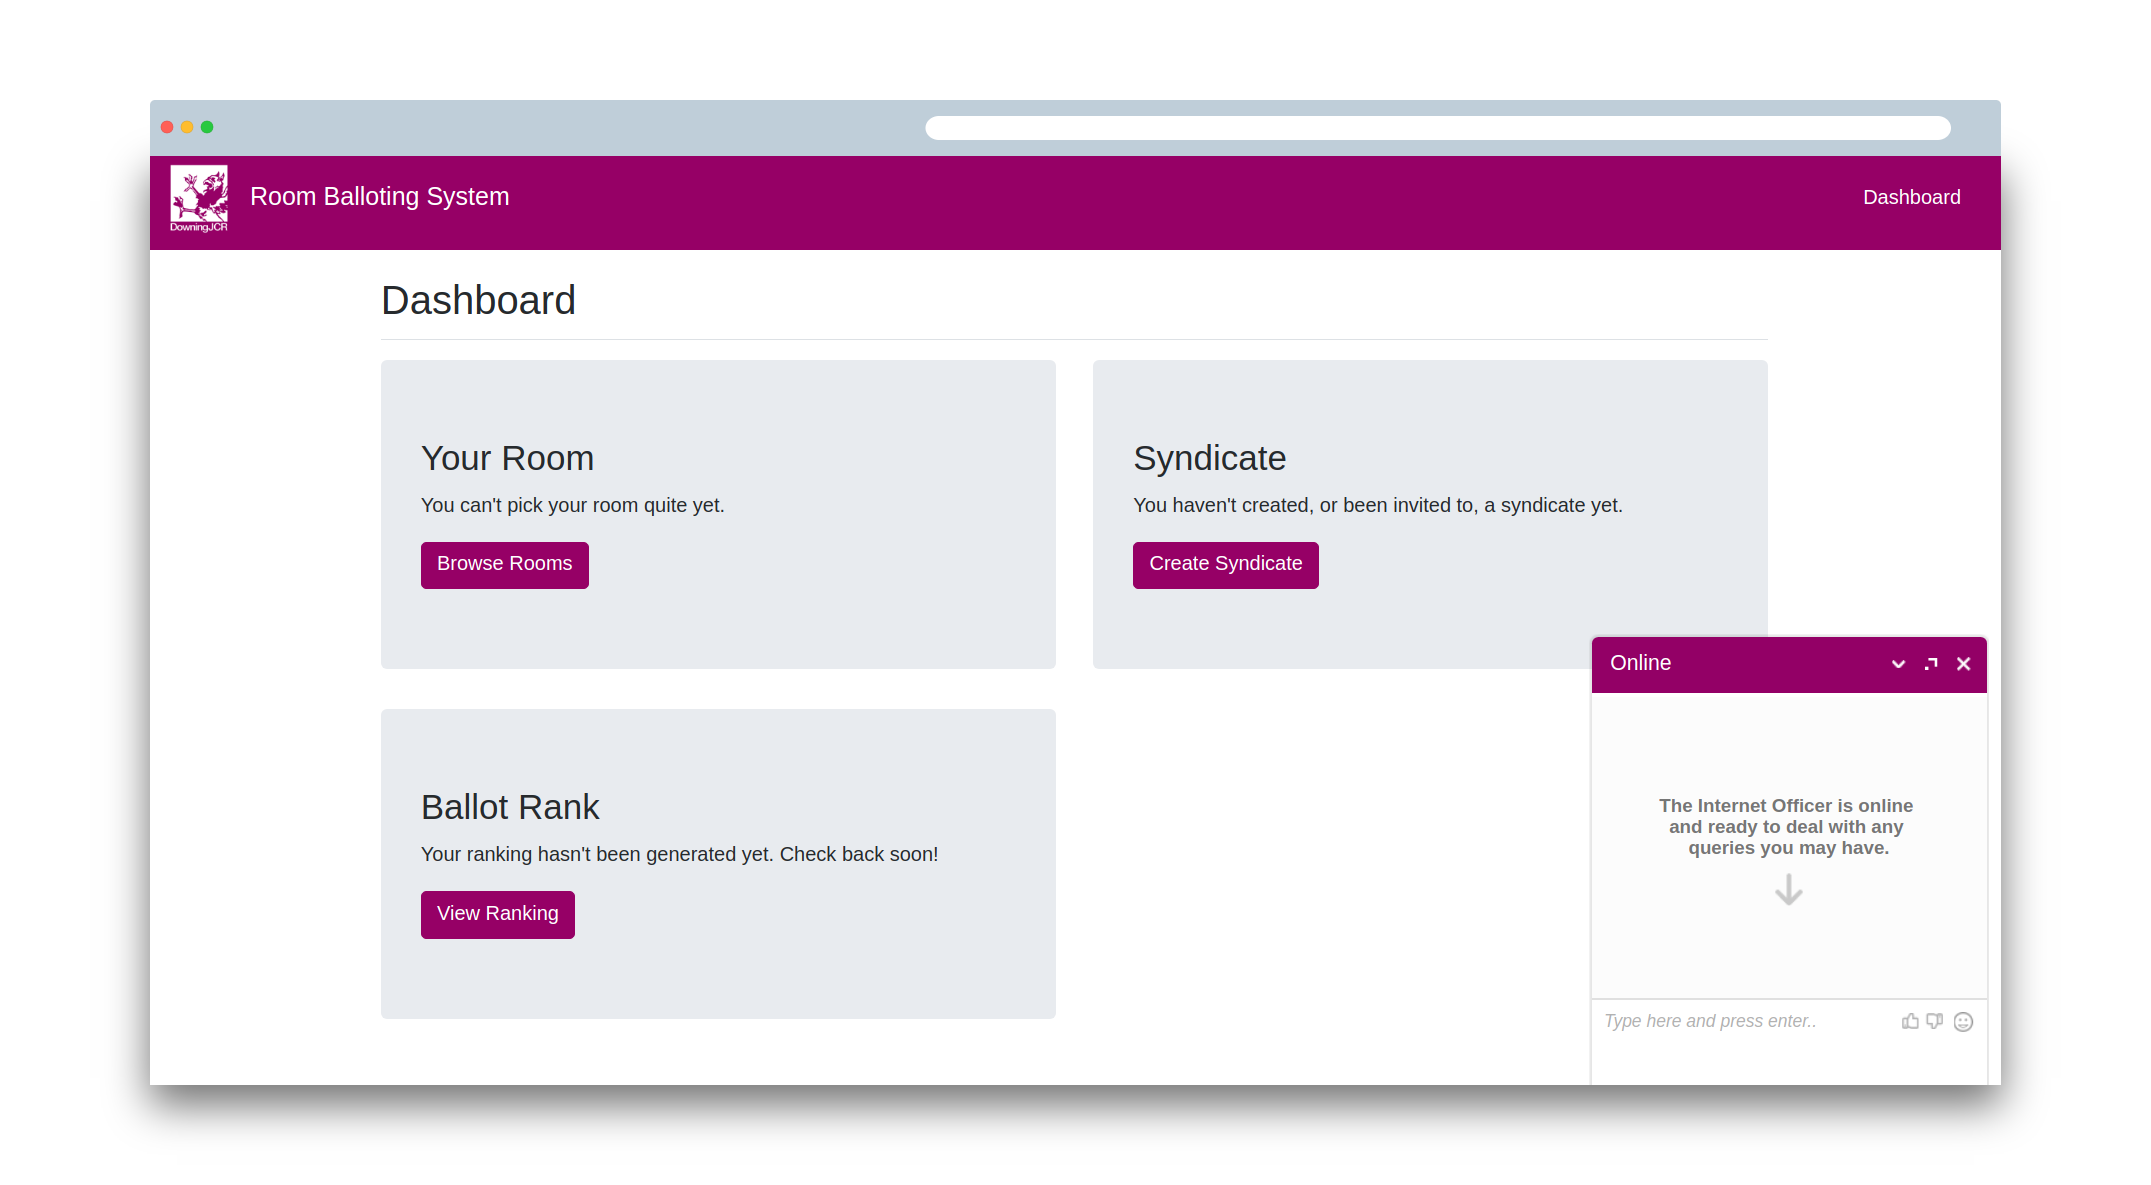 DowningJCR
Room Balloting System
Dashboard
Dashboard
Your Room
You can't pick your room quite yet.
Browse Rooms
Syndicate
You haven't created, or been invited to, a syndicate yet.
Create Syndicate
Ballot Rank
Your ranking hasn't been generated yet. Check back soon!
View Ranking
Online
The Internet Officer is online
and ready to deal with any
queries you may have.
Type here and press enter..